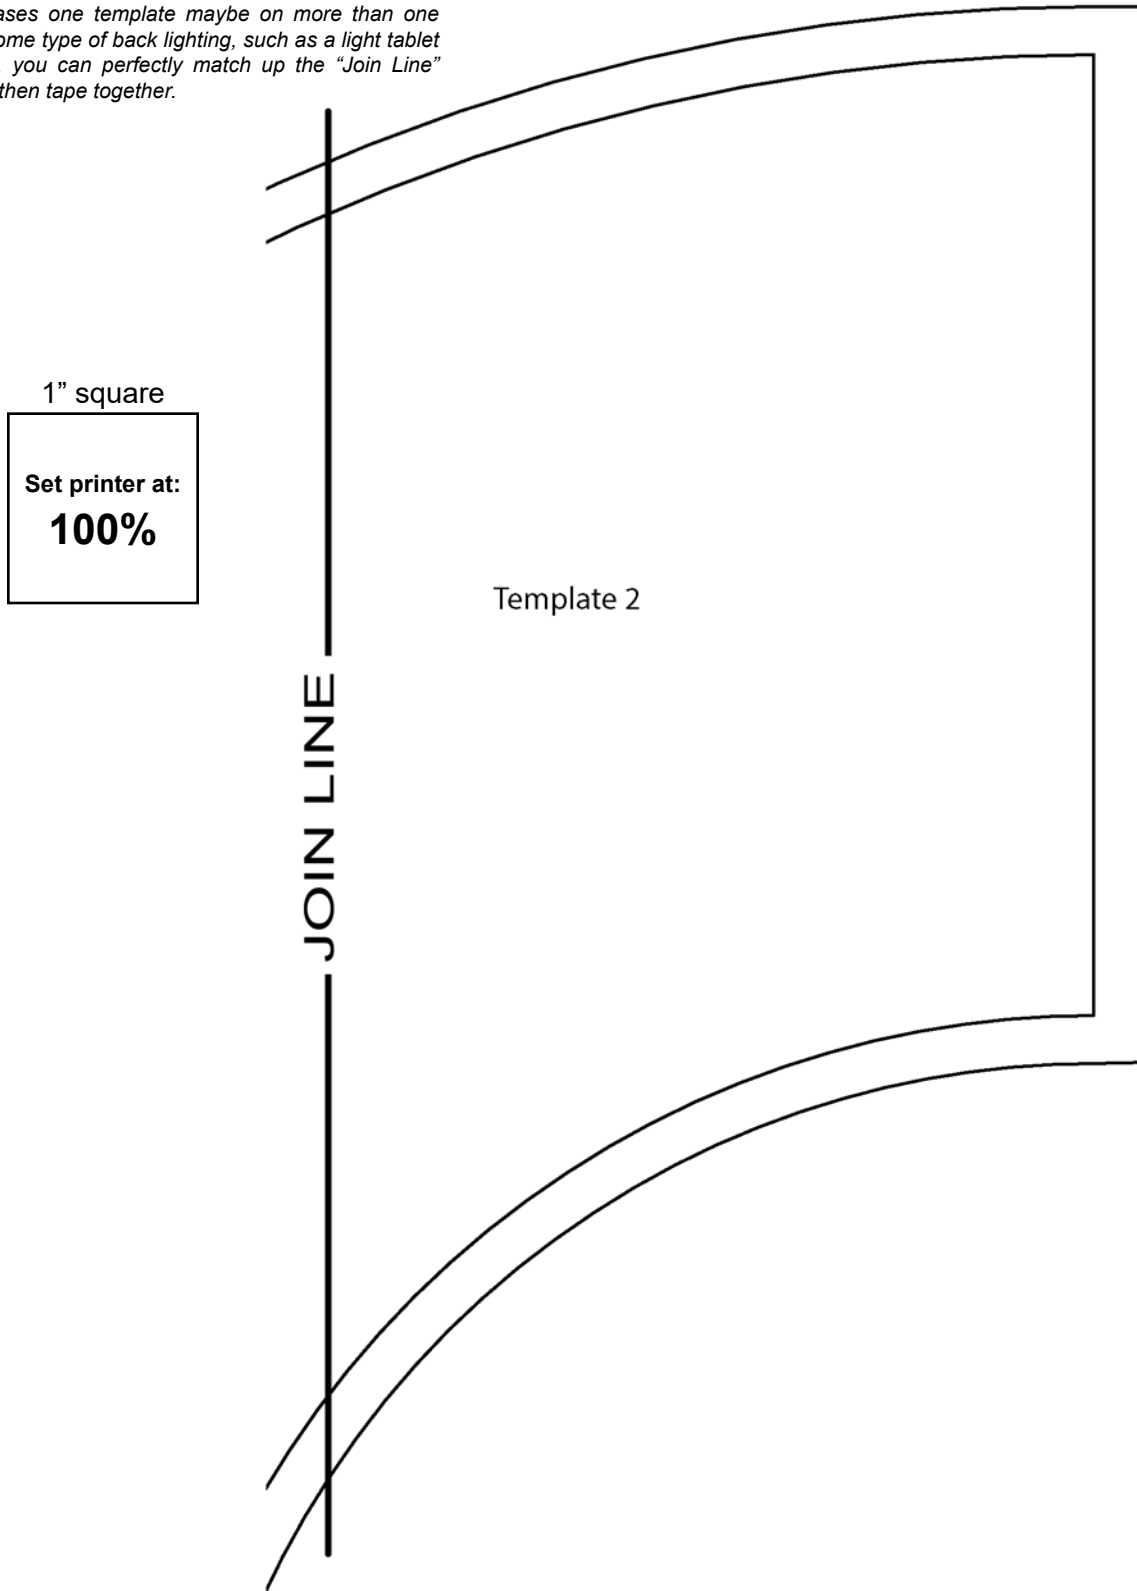 ases one template maybe on more than one
ome type of back lighting, such as a light tablet
you can perfectly match up the “Join Line”
then tape together.
1” square
Set printer at:
100%
Template 2
JOIN LINE